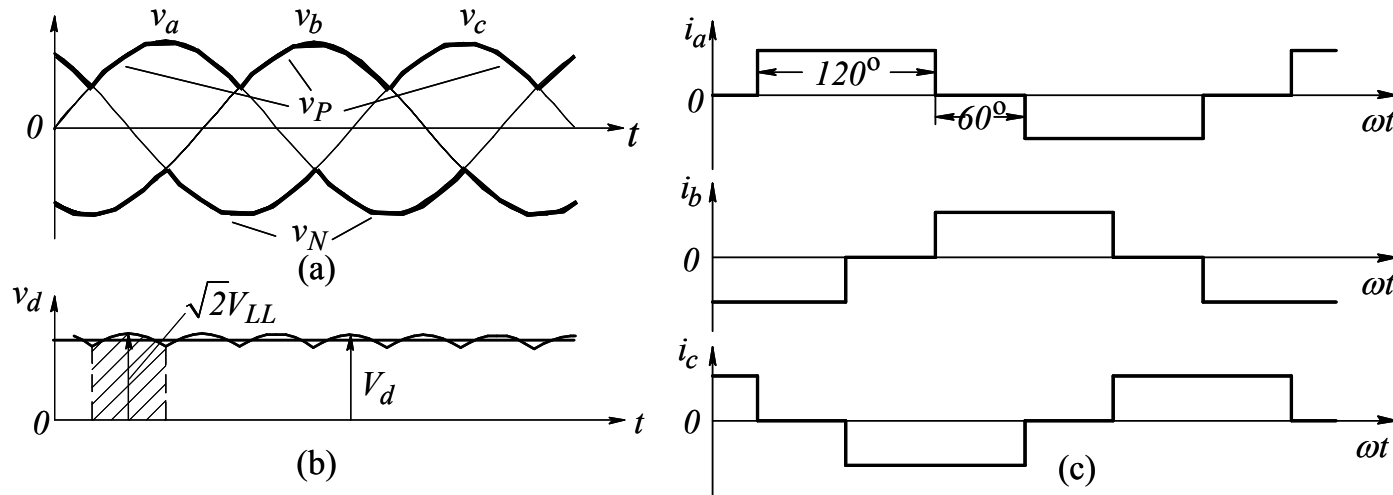 v_a v_b v_c
v_P
0
t
v_N
(a)
v_d
√2V_LL
V_d
0
t
(b)
i_a
120°
0
60°
ωt
i_b
0
ωt
i_c
0
ωt
(c)